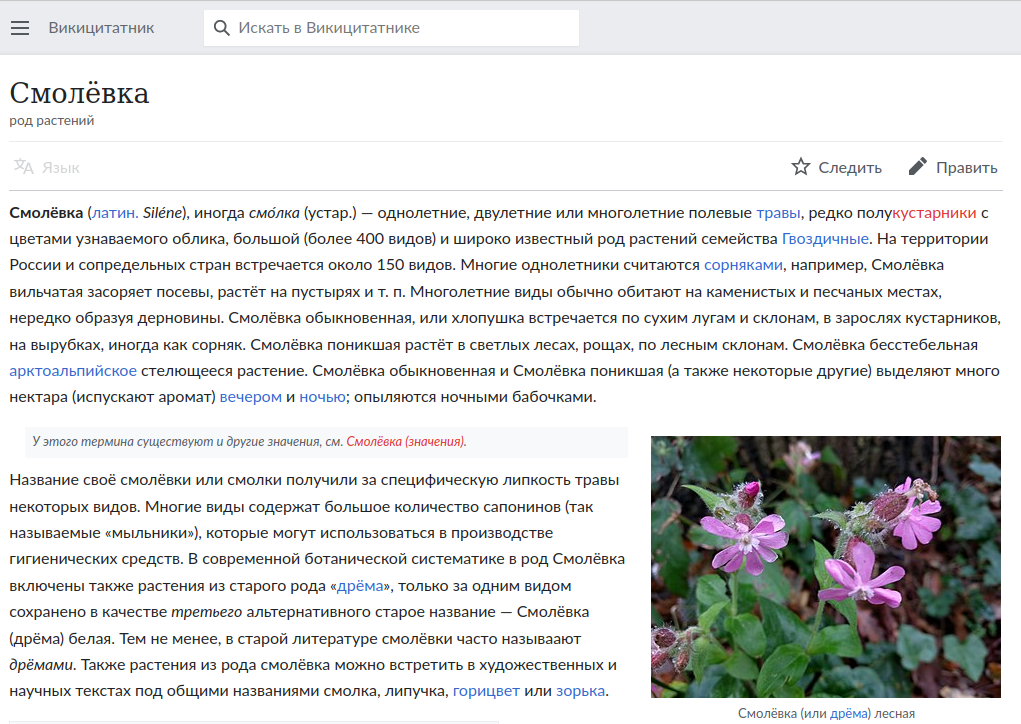 Викицитатник
Искать в Викицитатнике
Смолёвка
род растений
Язык
Следить
Править
Смолёвка (латин. Siléne), иногда смо́лка (устар.) — однолетние, двулетние или многолетние полевые травы, редко полукустарники с
цветами узнаваемого облика, большой (более 400 видов) и широко известный род растений семейства Гвоздичные. На территории
России и сопредельных стран встречается около 150 видов. Многие однолетники считаются сорняками, например, Смолёвка
вильчатая засоряет посевы, растёт на пустырях и т. п. Многолетние виды обычно обитают на каменистых и песчаных местах,
нередко образуя дерновины. Смолёвка обыкновенная, или хлопушка встречается по сухим лугам и склонам, в зарослях кустарников,
на вырубках, иногда как сорняк. Смолёвка поникшая растёт в светлых лесах, рощах, по лесным склонам. Смолёвка бесстебельная
арктоальпийское стелющееся растение. Смолёвка обыкновенная и Смолёвка поникшая (а также некоторые другие) выделяют много
нектара (испускают аромат) вечером и ночью; опыляются ночными бабочками.
У этого термина существуют и другие значения, см. Смолёвка (значения).
Название своё смолёвки или смолки получили за специфическую липкость травы
некоторых видов. Многие виды содержат большое количество сапонинов (так
называемые «мыльники»), которые могут использоваться в производстве
гигиенических средств. В современной ботанической систематике в род Смолёвка
включены также растения из старого рода «дрёма», только за одним видом
сохранено в качестве третьего альтернативного старое название — Смолёвка
(дрёма) белая. Тем не менее, в старой литературе смолёвки часто называают
дрёмами. Также растения из рода смолёвка можно встретить в художественных и
научных текстах под общими названиями смолка, липучка, горицвет или зорька.
Смолёвка (или дрёма) лесная